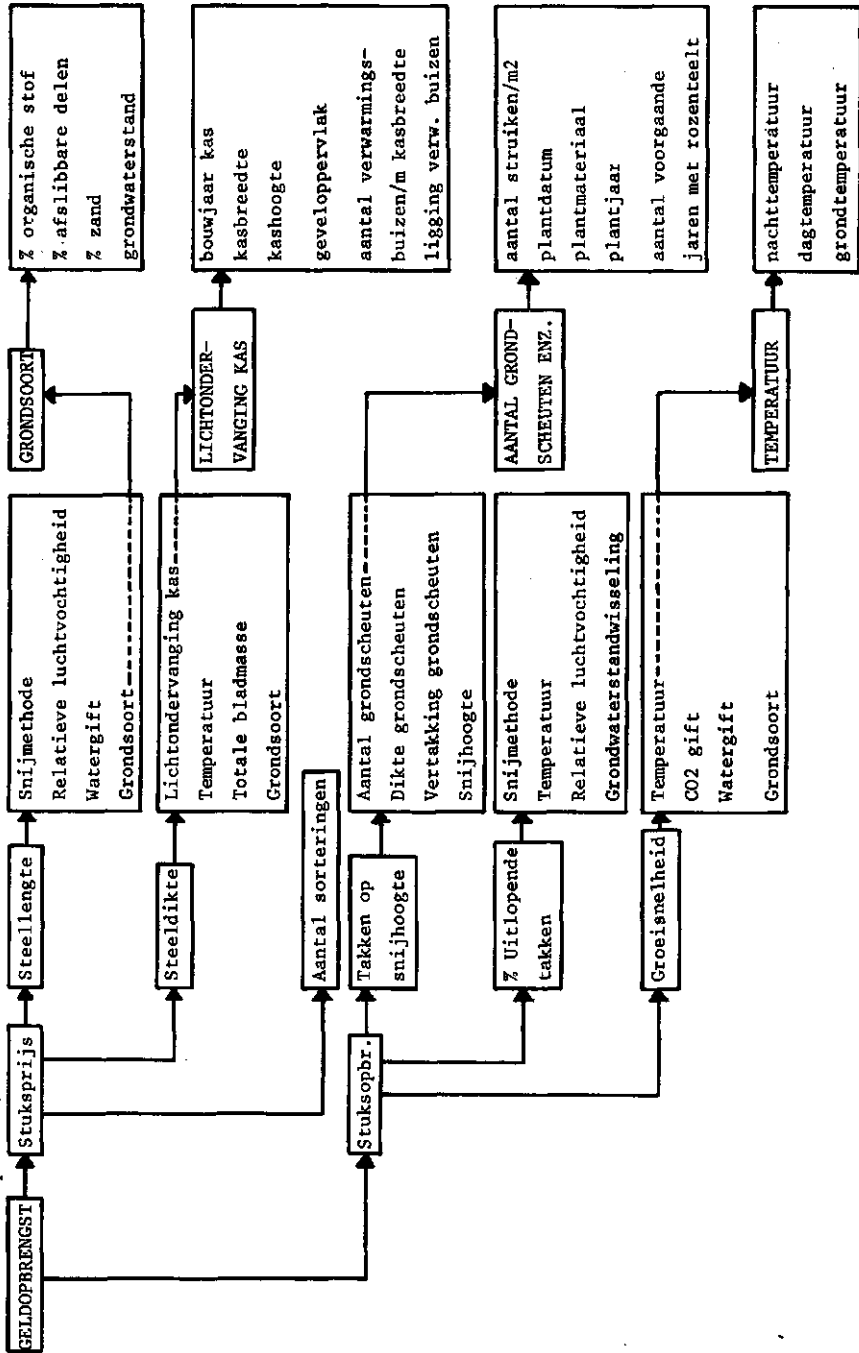 GELDOPBRENGST
Stuksprijs
Stuksopbr.
Steellengte
Steeldikte
Aantal sorteringen
Takken op
snijhoogte
% Uitlopende
takken
Groeisnelheid
Snijmethode
Relatieve luchtvochtigheid
Watergift
Grondsoort
Lichtondervanging kas
Temperatuur
Totale bladmasse
Grondsoort
Aantal grondscheuten
Dikte grondscheuten
Vertakking grondscheuten
Snijhoogte
Snijmethode
Temperatuur
Relatieve luchtvochtigheid
Grondwaterstandwisseling
Temperatuur
CO2 gift
Watergift
Grondsoort
GRONDSOORT
LICHTONDER-
VANGING KAS
AANTAL GROND-
SCHEUTEN ENZ.
TEMPERATUUR
% organische stof
% afslibbare delen
% zand
grondwaterstand
bouwjaar kas
kasbreedte
kashoogte
geveloppervlak
aantal verwarmings-
buizen/m kasbreedte
ligging verw. buizen
aantal struiken/m2
plantdatum
plantmateriaal
plantjaar
aantal voorgaande
jaren met rozenteelt
nachttemperatuur
dagtemperatuur
grondtemperatuur